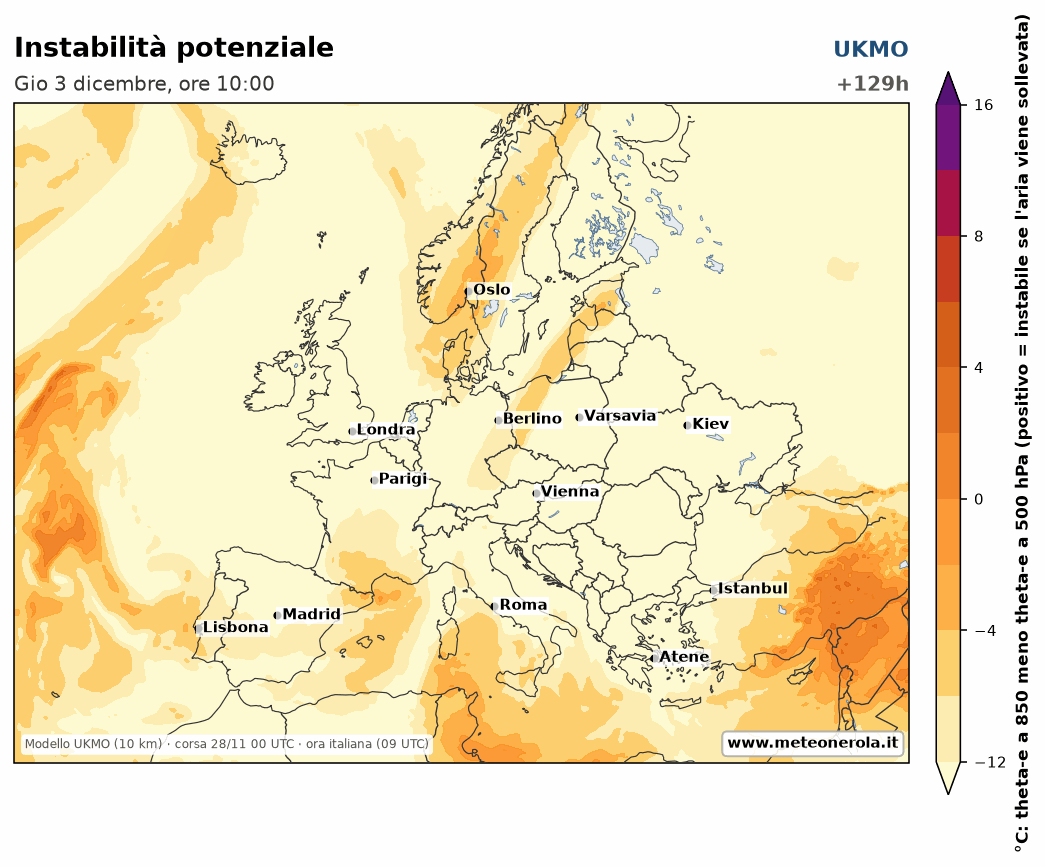 Instabilità potenziale
UKMO
Gio 3 dicembre, ore 10:00
+129h
Oslo
Berlino
Varsavia
Kiev
Londra
Parigi
Vienna
Istanbul
Roma
Madrid
Lisbona
Atene
Modello UKMO (10 km) · corsa 28/11 00 UTC · ora italiana (09 UTC)
www.meteonerola.it
16
8
4
0
−4
−12
°C: theta-e a 850 meno theta-e a 500 hPa (positivo = instabile se l'aria viene sollevata)